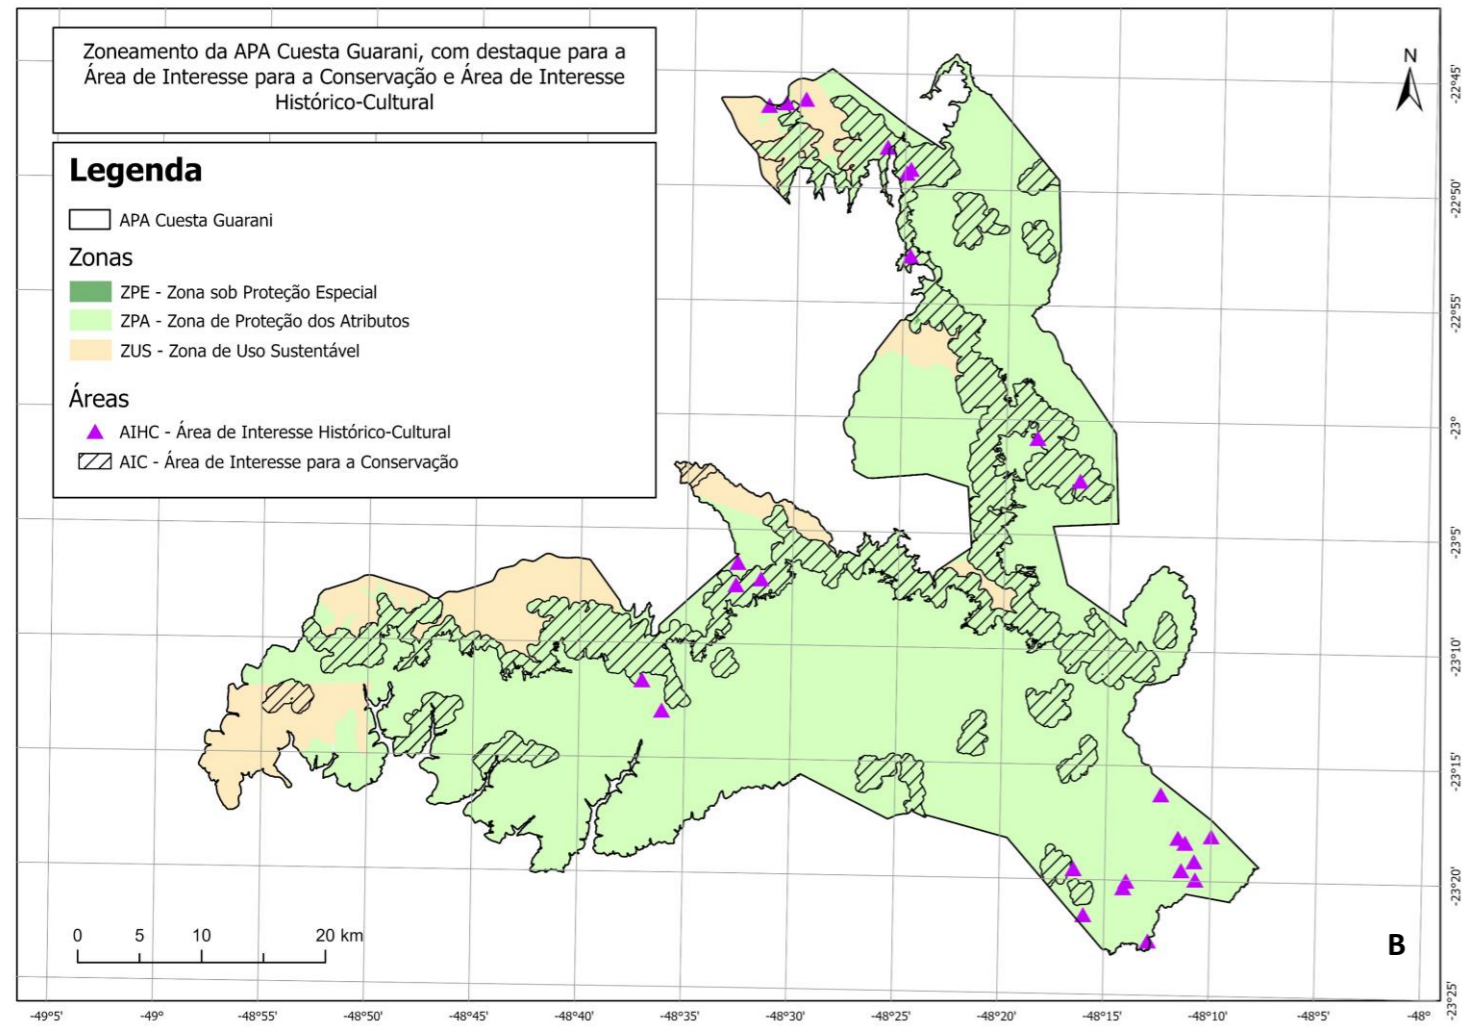 Zoneamento da APA Cuesta Guarani, com destaque para a
Área de Interesse para a Conservação e Área de Interesse
Histórico-Cultural
N
Legenda
APA Cuesta Guarani
Zonas
ZPE - Zona sob Proteção Especial
ZPA - Zona de Proteção dos Atributos
ZUS - Zona de Uso Sustentável
Áreas
AIHC - Área de Interesse Histórico-Cultural
AIC - Área de Interesse para a Conservação
-22°45'
-22°50'
-22°55'
-23°
-23°5'
-23°10'
-23°15'
-23°20'
-23°25'
0 5 10 20 km
B
-49°5' -49° -48°55' -48°50' -48°45' -48°40' -48°35' -48°30' -48°25' -48°20' -48°15' -48°10' -48°5' -48°